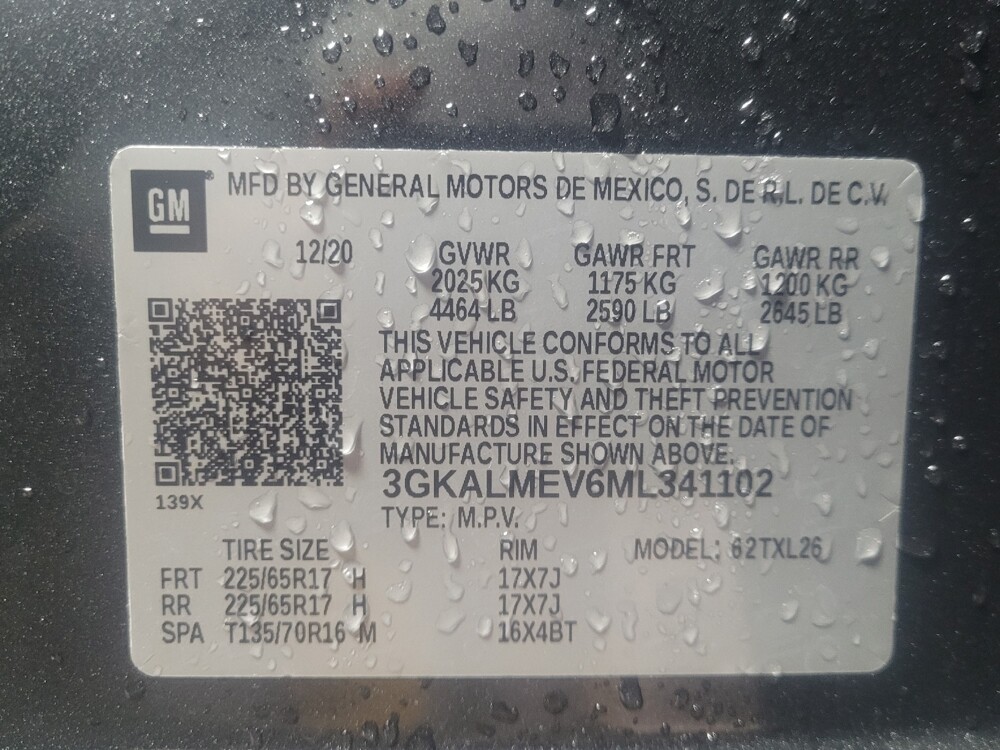 GM
MFD BY GENERAL MOTORS DE MEXICO, S. DE R.L. DE C.V.
12/20 GVWR GAWR FRT GAWR RR
2025 KG 1175 KG 1200 KG
4464 LB 2590 LB 2645 LB
THIS VEHICLE CONFORMS TO ALL
APPLICABLE U.S. FEDERAL MOTOR
VEHICLE SAFETY AND THEFT PREVENTION
STANDARDS IN EFFECT ON THE DATE OF
MANUFACTURE SHOWN ABOVE.
3GKALMEV6ML341102
139X
TYPE: M.P.V.
TIRE SIZE RIM MODEL: 62TXL26
FRT 225/65R17 H 17X7J
RR 225/65R17 H 17X7J
SPA T135/70R16 M 16X4BT